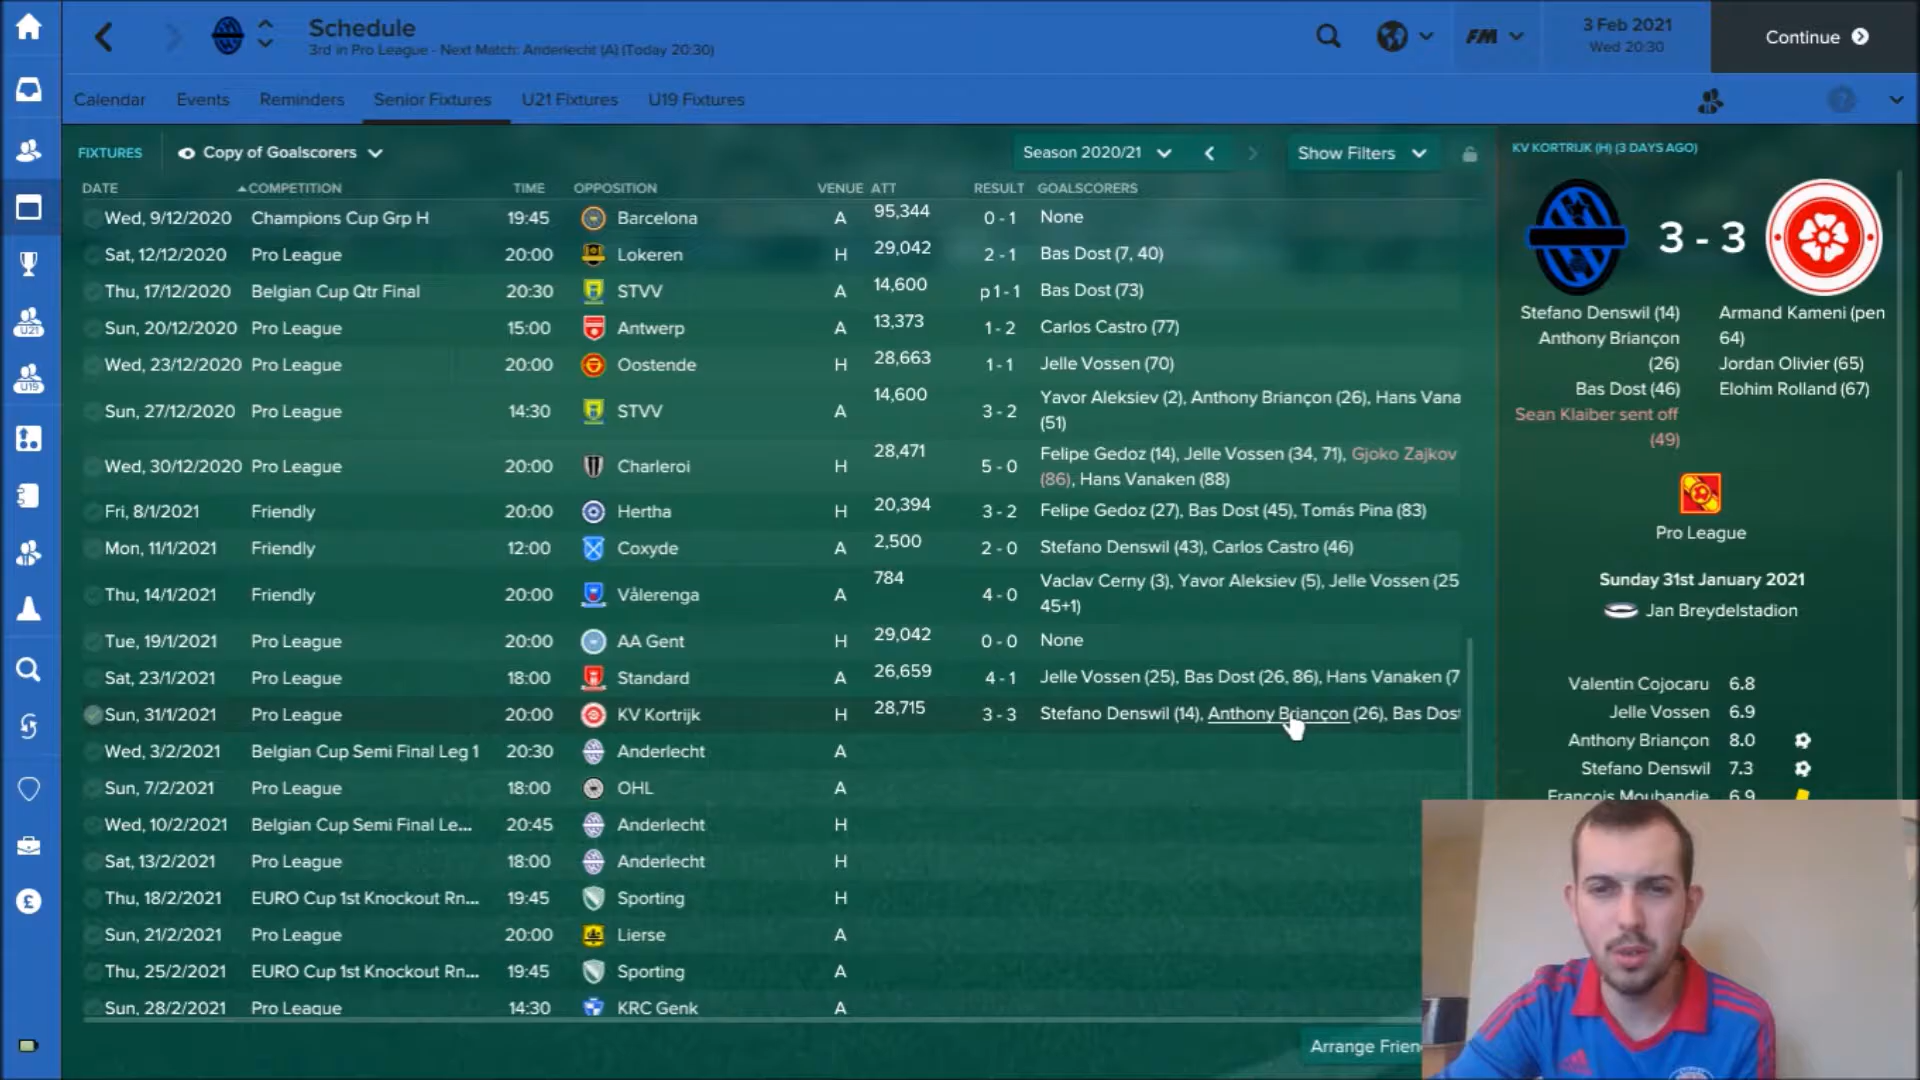 Schedule
3rd in Pro League - Next Match: Anderlecht (A) (Today 20:30)
FM
3 Feb 2021
Wed 20:30
Continue
Calendar Events Reminders Senior Fixtures U21 Fixtures U19 Fixtures
FIXTURES Copy of Goalscorers Season 2020/21 Show Filters
DATE COMPETITION TIME OPPOSITION VENUE ATT RESULT GOALSCORERS
Wed, 9/12/2020 Champions Cup Grp H 19:45 Barcelona A 95,344 0 - 1 None
Sat, 12/12/2020 Pro League 20:00 Lokeren H 29,042 2 - 1 Bas Dost (7, 40)
Thu, 17/12/2020 Belgian Cup Qtr Final 20:30 STVV A 14,600 p1 - 1 Bas Dost (73)
Sun, 20/12/2020 Pro League 15:00 Antwerp A 13,373 1 - 2 Carlos Castro (77)
Wed, 23/12/2020 Pro League 20:00 Oostende H 28,663 1 - 1 Jelle Vossen (70)
Sun, 27/12/2020 Pro League 14:30 STVV A 14,600 3 - 2 Yavor Aleksiev (2), Anthony Briançon (26), Hans Vana
(51)
Wed, 30/12/2020 Pro League 20:00 Charleroi H 28,471 5 - 0 Felipe Gedoz (14), Jelle Vossen (34, 71), Gjoko Zajkov
(86), Hans Vanaken (88)
Fri, 8/1/2021 Friendly 20:00 Hertha H 20,394 3 - 2 Felipe Gedoz (27), Bas Dost (45), Tomás Pina (83)
Mon, 11/1/2021 Friendly 12:00 Coxyde A 2,500 2 - 0 Stefano Denswil (43), Carlos Castro (46)
Thu, 14/1/2021 Friendly 20:00 Vålerenga A 784 4 - 0 Vaclav Cerny (3), Yavor Aleksiev (5), Jelle Vossen (25
45+1)
Tue, 19/1/2021 Pro League 20:00 AA Gent H 29,042 0 - 0 None
Sat, 23/1/2021 Pro League 18:00 Standard A 26,659 4 - 1 Jelle Vossen (25), Bas Dost (26, 86), Hans Vanaken (7
Sun, 31/1/2021 Pro League 20:00 KV Kortrijk H 28,715 3 - 3 Stefano Denswil (14), Anthony Briançon (26), Bas Dost
Wed, 3/2/2021 Belgian Cup Semi Final Leg 1 20:30 Anderlecht A
Sun, 7/2/2021 Pro League 18:00 OHL A
Wed, 10/2/2021 Belgian Cup Semi Final Le... 20:45 Anderlecht H
Sat, 13/2/2021 Pro League 18:00 Anderlecht H
Thu, 18/2/2021 EURO Cup 1st Knockout Rn... 19:45 Sporting H
Sun, 21/2/2021 Pro League 20:00 Lierse A
Thu, 25/2/2021 EURO Cup 1st Knockout Rn... 19:45 Sporting A
Sun, 28/2/2021 Pro League 14:30 KRC Genk A
Arrange Frien
KV KORTRIJK (H) (3 DAYS AGO)
3 - 3
Stefano Denswil (14)
Anthony Briançon
(26)
Bas Dost (46)
Sean Klaiber sent off
(49)
Armand Kameni (pen
64)
Jordan Olivier (65)
Elohim Rolland (67)
Pro League
Sunday 31st January 2021
Jan Breydelstadion
Valentin Cojocaru 6.8
Jelle Vossen 6.9
Anthony Briançon 8.0
Stefano Denswil 7.3
François Moubandje 6.9
U21
U19